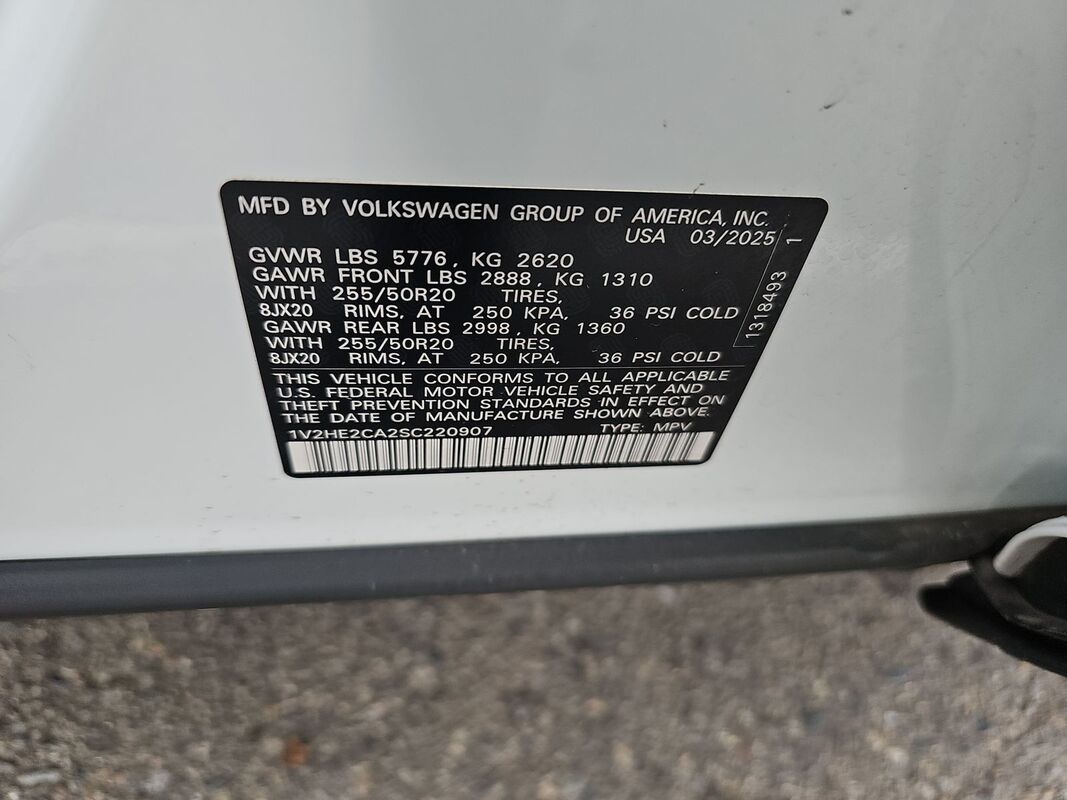 MFD BY VOLKSWAGEN GROUP OF AMERICA, INC.
USA 03/2025
GVWR LBS 5776, KG 2620
GAWR FRONT LBS 2888, KG 1310
WITH 255/50R20 TIRES,
8JX20 RIMS, AT 250 KPA, 36 PSI COLD
GAWR REAR LBS 2998, KG 1360
WITH 255/50R20 TIRES,
8JX20 RIMS, AT 250 KPA, 36 PSI COLD
1318493 1
THIS VEHICLE CONFORMS TO ALL APPLICABLE
U.S. FEDERAL MOTOR VEHICLE SAFETY AND
THEFT PREVENTION STANDARDS IN EFFECT ON
THE DATE OF MANUFACTURE SHOWN ABOVE.
1V2HE2CA2SC220907 TYPE: MPV